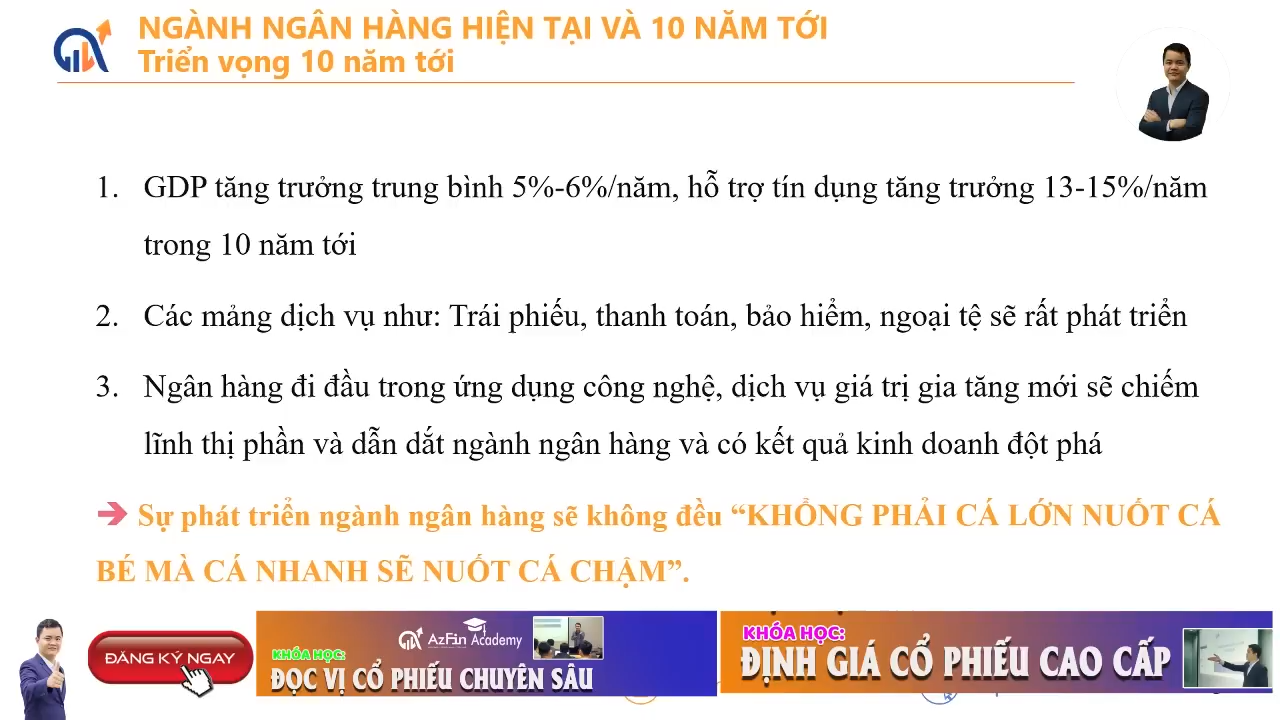 NGÀNH NGÂN HÀNG HIỆN TẠI VÀ 10 NĂM TỚI
Triển vọng 10 năm tới
1. GDP tăng trưởng trung bình 5%-6%/năm, hỗ trợ tín dụng tăng trưởng 13-15%/năm
trong 10 năm tới
2. Các mảng dịch vụ như: Trái phiếu, thanh toán, bảo hiểm, ngoại tệ sẽ rất phát triển
3. Ngân hàng đi đầu trong ứng dụng công nghệ, dịch vụ giá trị gia tăng mới sẽ chiếm
lĩnh thị phần và dẫn dắt ngành ngân hàng và có kết quả kinh doanh đột phá
➔ Sự phát triển ngành ngân hàng sẽ không đều “KHÔNG PHẢI CÁ LỚN NUỐT CÁ
BÉ MÀ CÁ NHANH SẼ NUỐT CÁ CHẬM”.
ĐĂNG KÝ NGAY
AzFin Academy
KHÓA HỌC:
ĐỌC VỊ CỔ PHIẾU CHUYÊN SÂU
KHÓA HỌC:
ĐỊNH GIÁ CỔ PHIẾU CAO CẤP